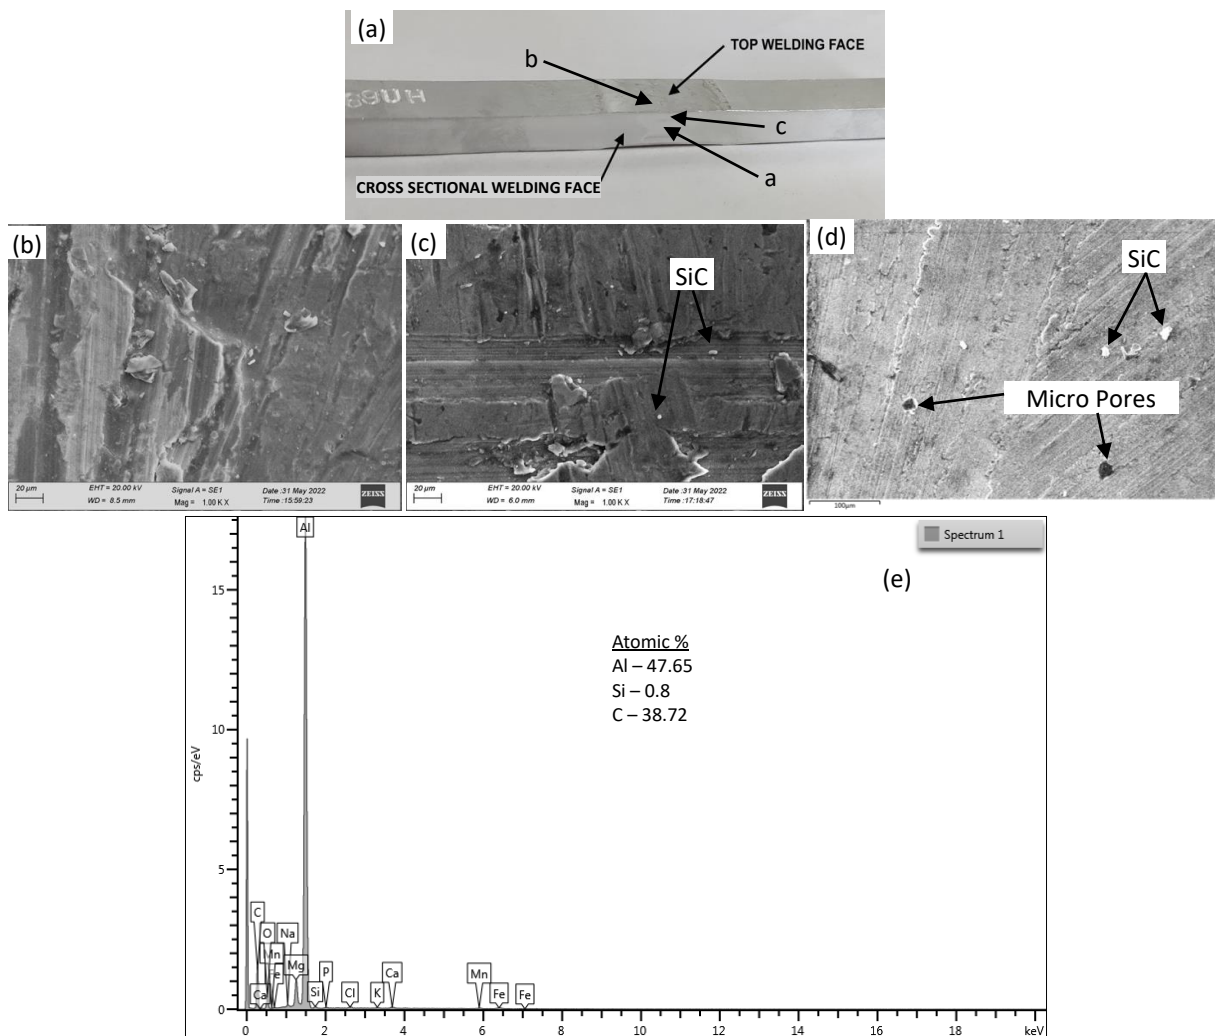 (a)
TOP WELDING FACE
b
c
CROSS SECTIONAL WELDING FACE
a
(b)
20 µm
EHT = 20.00 kV
WD = 8.5 mm
Signal A = SE1
Mag = 1.00 K X
Date :31 May 2022
Time :15:59:23
ZEISS
(c)
SiC
20 µm
EHT = 20.00 kV
WD = 6.0 mm
Signal A = SE1
Mag = 1.00 K X
Date :31 May 2022
Time :17:18:47
ZEISS
(d)
SiC
Micro Pores
100µm
Al
Spectrum 1
(e)
Atomic %
Al – 47.65
Si – 0.8
C – 38.72
15
10
5
0
cps/eV
C
O
Na
Mn
Fe
Mg
Ca
Si
P
Cl
K
Ca
Mn
Fe
Fe
0 2 4 6 8 10 12 14 16 18 keV